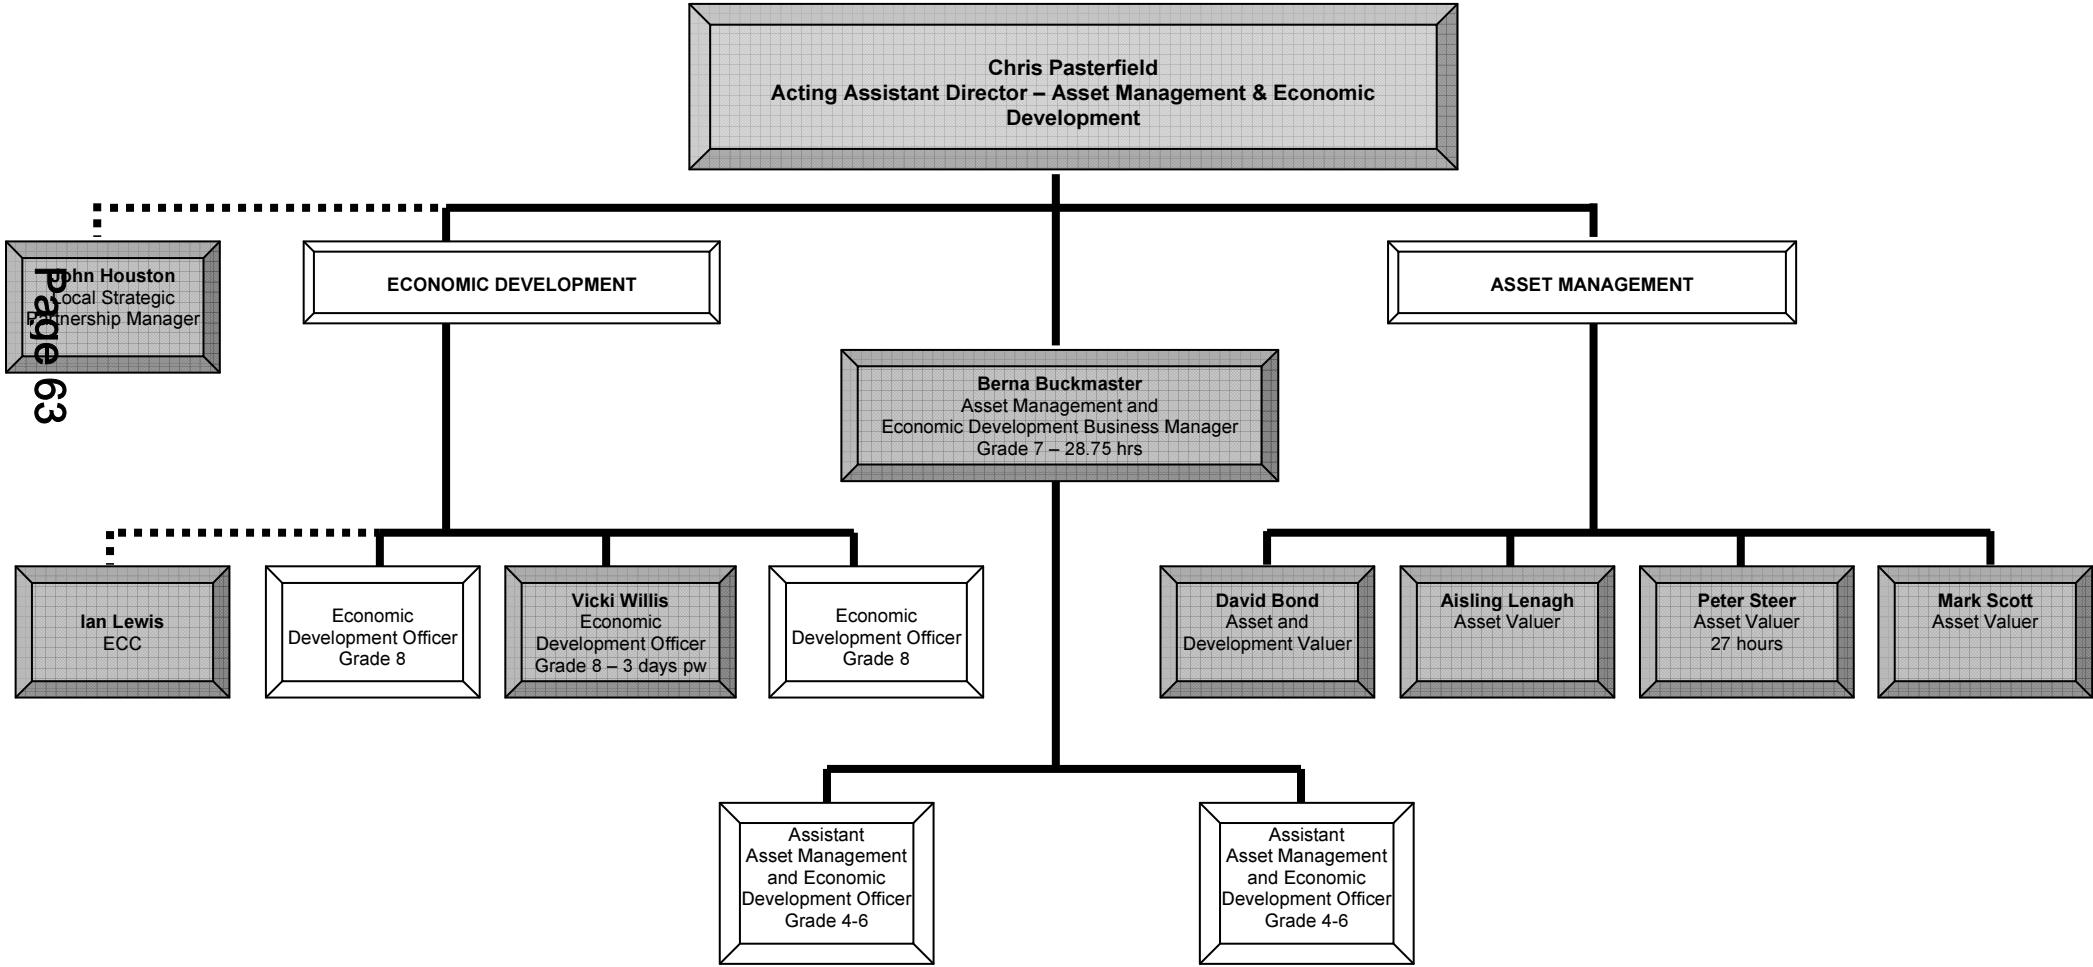 Chris Pasterfield
Acting Assistant Director – Asset Management & Economic
Development
John Houston
Local Strategic
Partnership Manager
Page 63
ECONOMIC DEVELOPMENT
ASSET MANAGEMENT
Berna Buckmaster
Asset Management and
Economic Development Business Manager
Grade 7 – 28.75 hrs
Ian Lewis
ECC
Economic
Development Officer
Grade 8
Vicki Willis
Economic
Development Officer
Grade 8 – 3 days pw
Economic
Development Officer
Grade 8
David Bond
Asset and
Development Valuer
Aisling Lenagh
Asset Valuer
Peter Steer
Asset Valuer
27 hours
Mark Scott
Asset Valuer
Assistant
Asset Management
and Economic
Development Officer
Grade 4-6
Assistant
Asset Management
and Economic
Development Officer
Grade 4-6